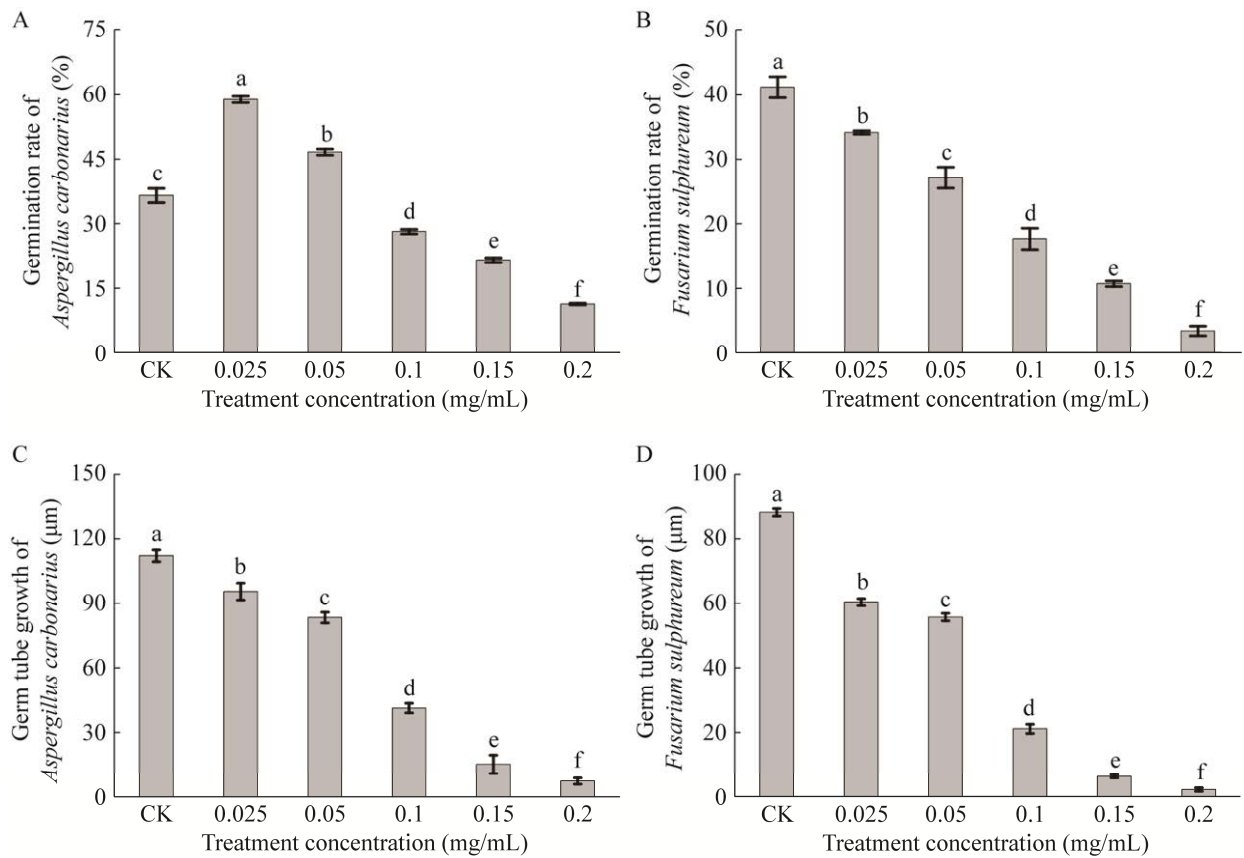 A
Germination rate of
Aspergillus carbonarius (%)
75
60
45
30
15
0
c
a
b
d
e
f
CK 0.025 0.05 0.1 0.15 0.2
Treatment concentration (mg/mL)
B
Germination rate of
Fusarium sulphureum (%)
50
40
30
20
10
0
a
b
c
d
e
f
CK 0.025 0.05 0.1 0.15 0.2
Treatment concentration (mg/mL)
C
Germ tube growth of
Aspergillus carbonarius (μm)
150
120
90
60
30
0
a
b
c
d
e
f
CK 0.025 0.05 0.1 0.15 0.2
Treatment concentration (mg/mL)
D
Germ tube growth of
Fusarium sulphureum (μm)
100
80
60
40
20
0
a
b
c
d
e
f
CK 0.025 0.05 0.1 0.15 0.2
Treatment concentration (mg/mL)